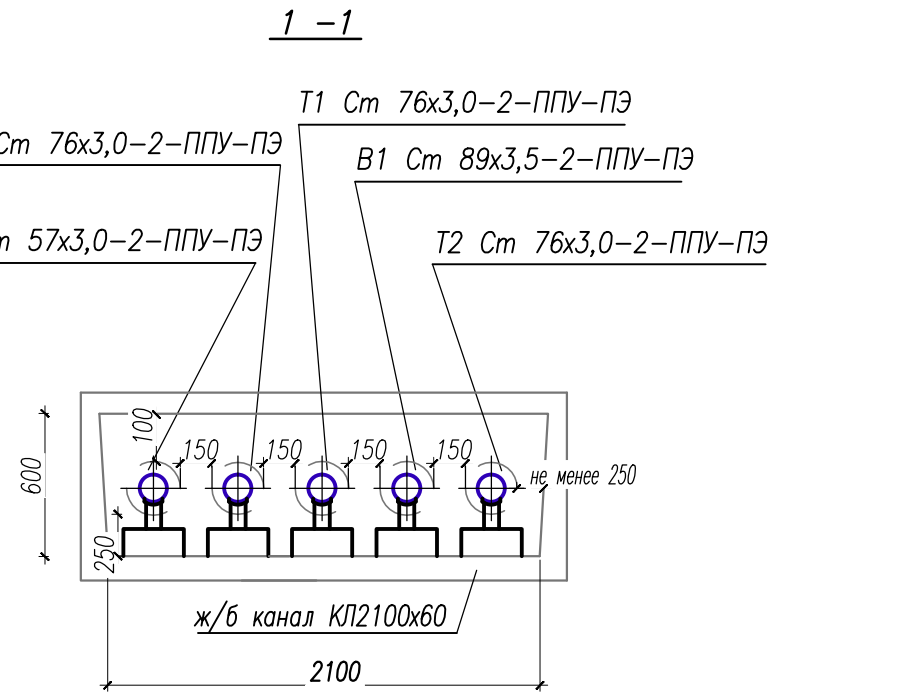 1 -1
Т1 Ст 76х3,0-2-ППУ-ПЭ
Ст 76х3,0-2-ППУ-ПЭ
В1 Ст 89х3,5-2-ППУ-ПЭ
57х3,0-2-ППУ-ПЭ
Т2 Ст 76х3,0-2-ППУ-ПЭ
100
150 150 150 150
не менее 250
600
250
ж/б канал КЛ2100х60
2100